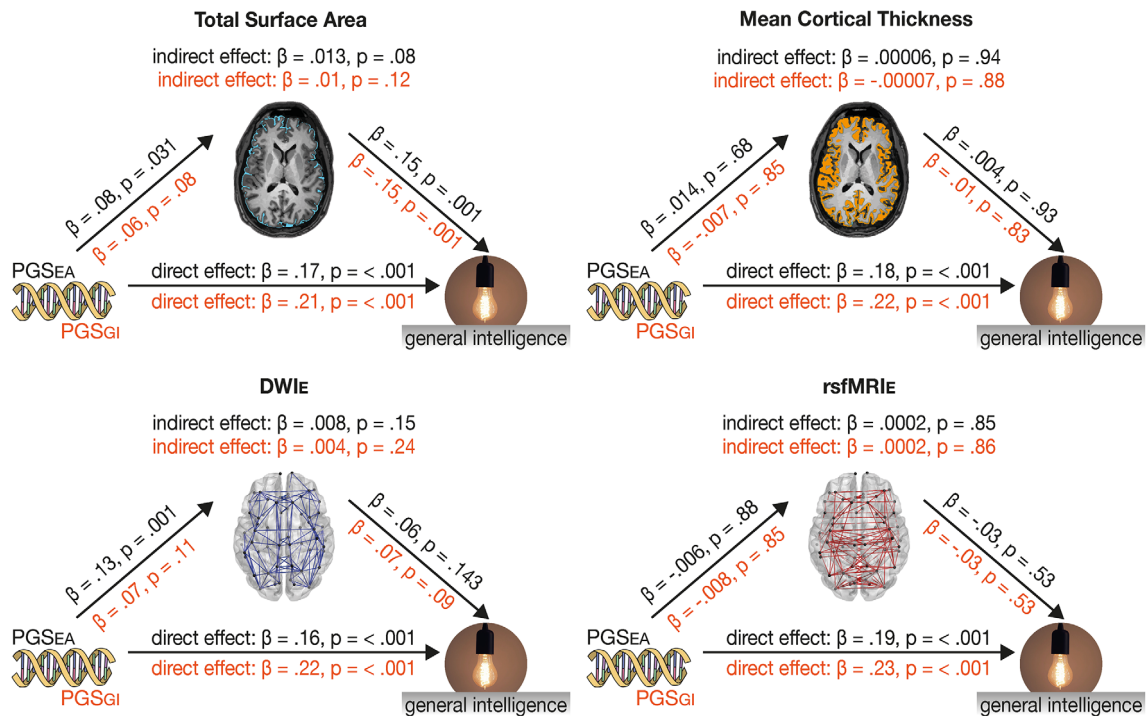 Total Surface Area
indirect effect: β = .013, p = .08
indirect effect: β = .01, p = .12
β = .08, p = .031
β = .06, p = .08
β = .15, p = .001
β = .15, p = .001
PGSEA
direct effect: β = .17, p = < .001
direct effect: β = .21, p = < .001
PGSGI
general intelligence
Mean Cortical Thickness
indirect effect: β = .00006, p = .94
indirect effect: β = -.00007, p = .88
β = .014, p = .68
β = -.007, p = .85
β = .004, p = .93
β = .01, p = .83
PGSEA
direct effect: β = .18, p = < .001
direct effect: β = .22, p = < .001
PGSGI
general intelligence
DWIE
indirect effect: β = .008, p = .15
indirect effect: β = .004, p = .24
β = .13, p = .001
β = .07, p = .11
β = .06, p = .143
β = .07, p = .09
PGSEA
direct effect: β = .16, p = < .001
direct effect: β = .22, p = < .001
PGSGI
general intelligence
rsfMRIE
indirect effect: β = .0002, p = .85
indirect effect: β = .0002, p = .86
β = -.006, p = .88
β = -.008, p = .85
β = -.03, p = .53
β = -.03, p = .53
PGSEA
direct effect: β = .19, p = < .001
direct effect: β = .23, p = < .001
PGSGI
general intelligence